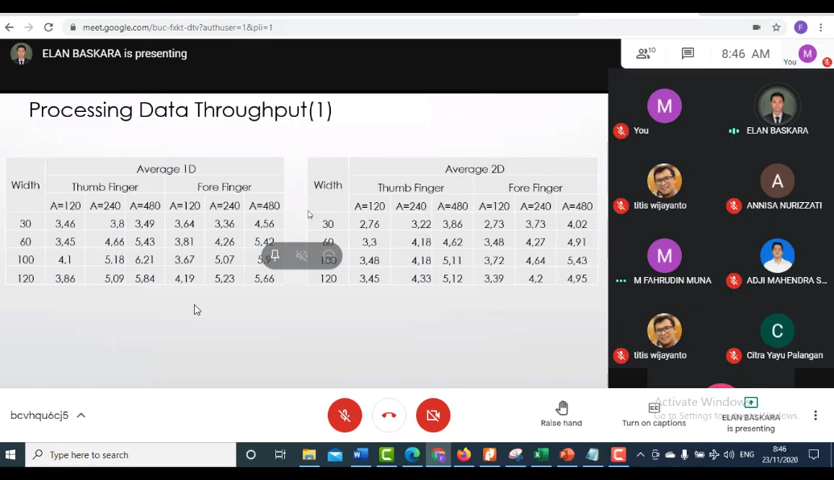 meet.google.com/buc-fxkt-dtv?authuser=1&pli=1
F
ELAN BASKARA is presenting
10
8:46 AM
You
M
Processing Data Throughput(1)
Width Average 1D
Thumb Finger Fore Finger
A=120 A=240 A=480 A=120 A=240 A=480
30 3,46 3,8 3,49 3,64 3,36 4,56
60 3,45 4,66 5,43 3,81 4,26 5,42
100 4,1 5,18 6,21 3,67 5,07
120 3,86 5,09 5,84 4,19 5,23 5,66
Width Average 2D
Thumb Finger Fore Finger
A=120 A=240 A=480 A=120 A=240 A=480
30 2,76 3,22 3,86 2,73 3,73 4,02
60 3,3 4,18 4,62 3,48 4,27 4,91
100 3,48 4,18 5,11 3,72 4,64 5,43
120 3,45 4,33 5,12 3,39 4,2 4,95
M
You
ELAN BASKARA
titis wijayanto
A
ANNISA NURIZZATI
M
M FAHRUDIN MUNA
ADJI MAHENDRA S...
titis wijayanto
C
Citra Yayu Palangan
bcvhqu6cj5
Raise hand
Turn on captions
ELAN BASKARA
is presenting
Activate Windows
Go to Settings to
Type here to search
ENG
8:46
23/11/2020